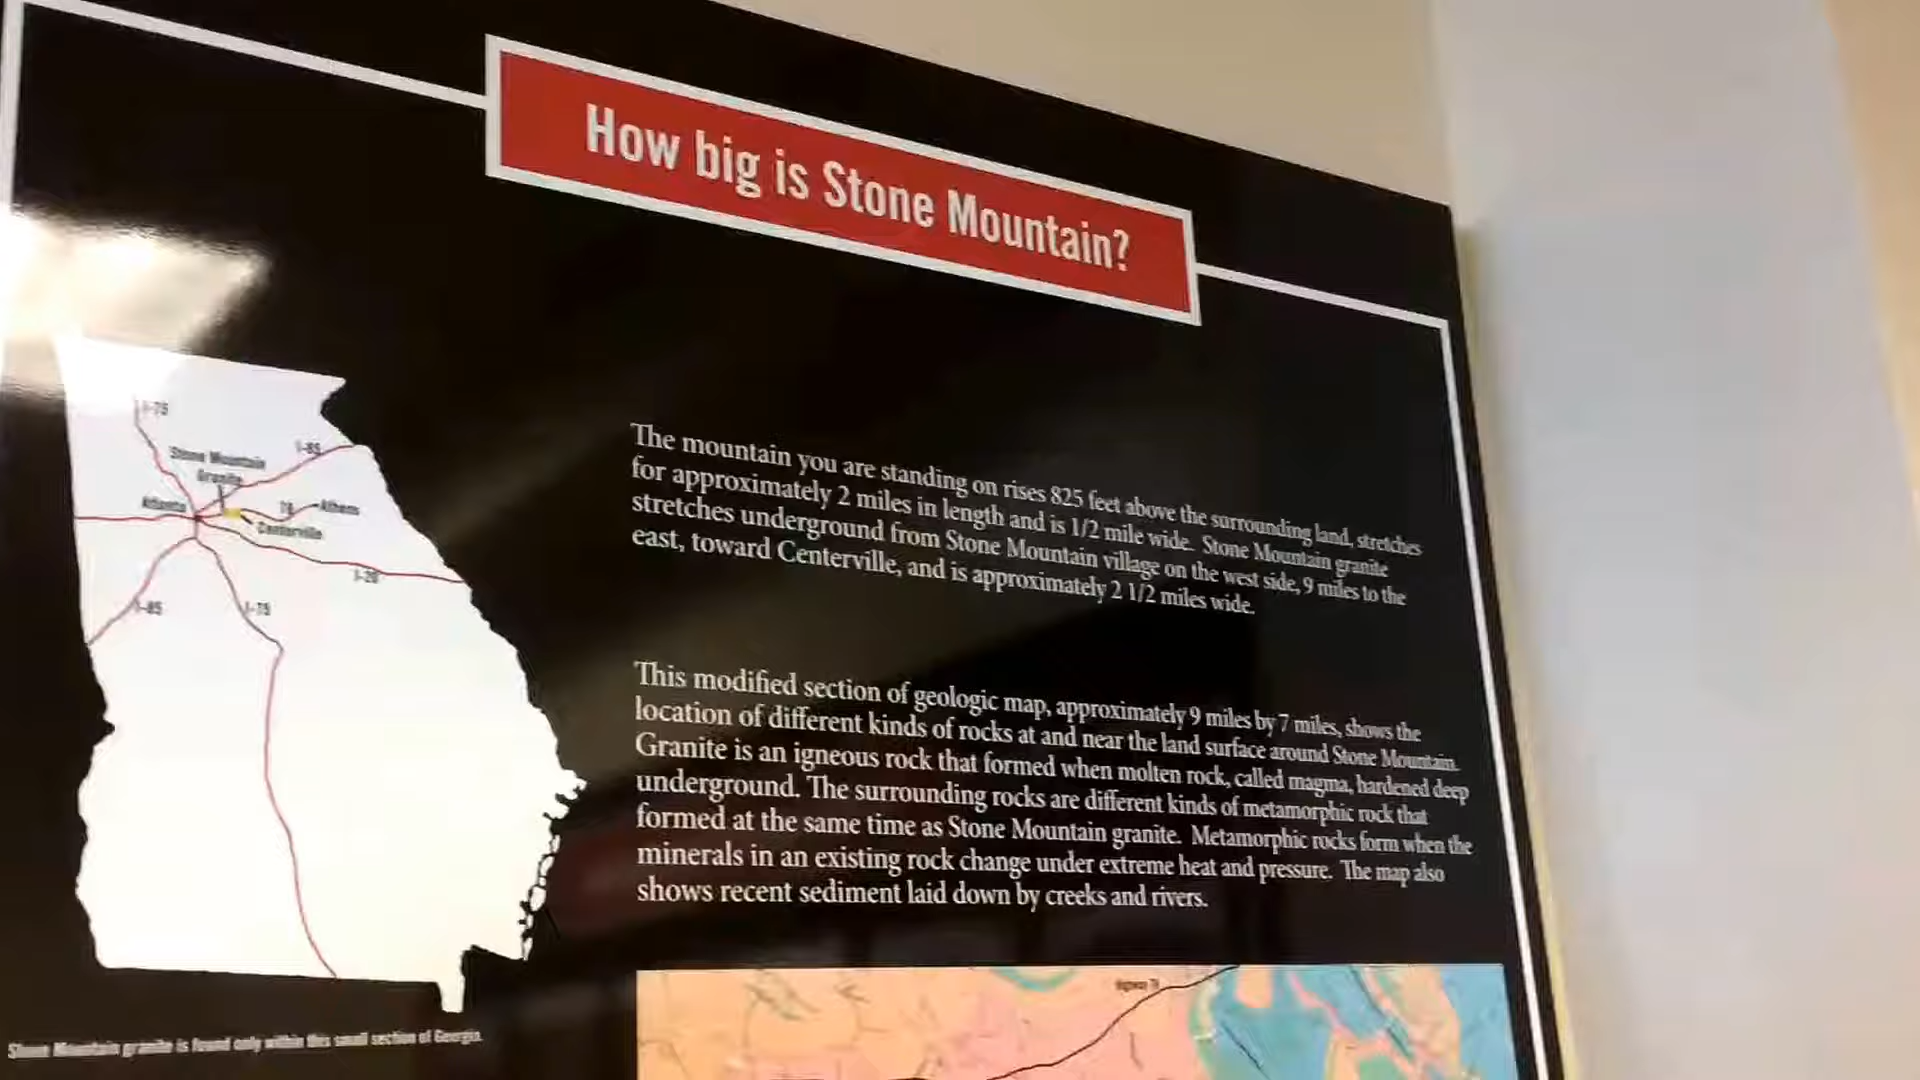 How big is Stone Mountain?
The mountain you are standing on rises 825 feet above the surrounding land, stretches
for approximately 2 miles in length and is 1/2 mile wide. Stone Mountain granite
stretches underground from Stone Mountain village on the west side, 9 miles to the
east, toward Centerville, and is approximately 2 1/2 miles wide.
This modified section of geologic map, approximately 9 miles by 7 miles, shows the
location of different kinds of rocks at and near the land surface around Stone Mountain.
Granite is an igneous rock that formed when molten rock, called magma, hardened deep
underground. The surrounding rocks are different kinds of metamorphic rock that
formed at the same time as Stone Mountain granite. Metamorphic rocks form when the
minerals in an existing rock change under extreme heat and pressure. The map also
shows recent sediment laid down by creeks and rivers.
I-75
I-85
Stone Mountain
Granite
Atlanta
78
Athens
Centerville
I-20
I-85
I-75
Stone Mountain granite is found only within this small section of Georgia.
Highway 78